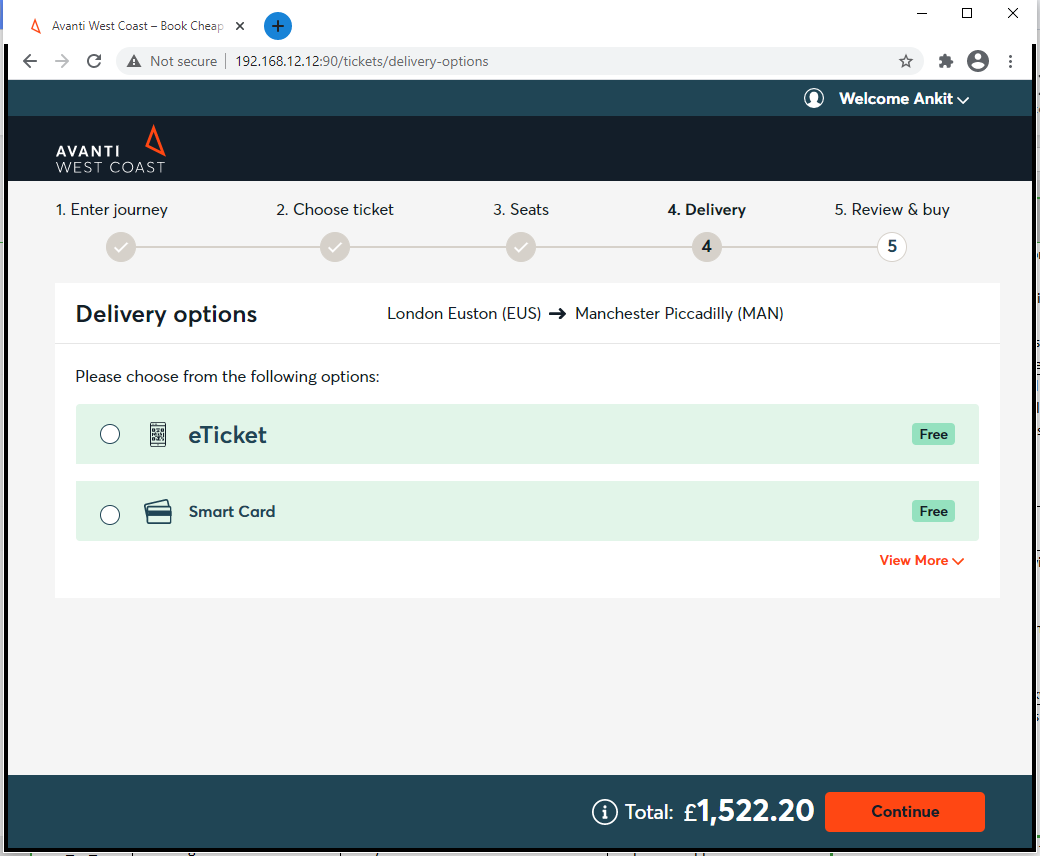 Avanti West Coast – Book Cheap
Not secure
192.168.12.12:90/tickets/delivery-options
Welcome Ankit
AVANTI
WEST COAST
1. Enter journey
2. Choose ticket
3. Seats
4. Delivery
5. Review & buy
4
5
Delivery options
London Euston (EUS) → Manchester Piccadilly (MAN)
Please choose from the following options:
eTicket
Free
Smart Card
Free
View More
Total: £1,522.20
Continue